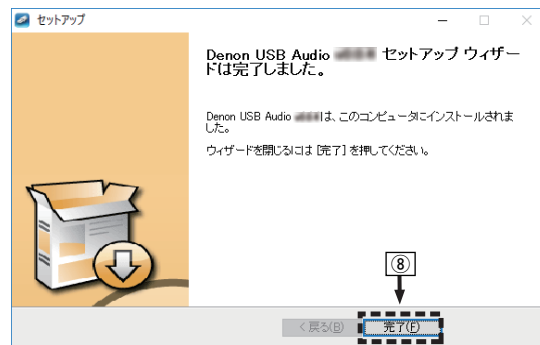 セットアップ
Denon USB Audio セットアップ ウィザー
ドは完了しました。
Denon USB Audio は、このコンピュータにインストールされま
した。
ウィザードを閉じるには [完了] を押してください。
⑧
< 戻る(B)
完了(F)